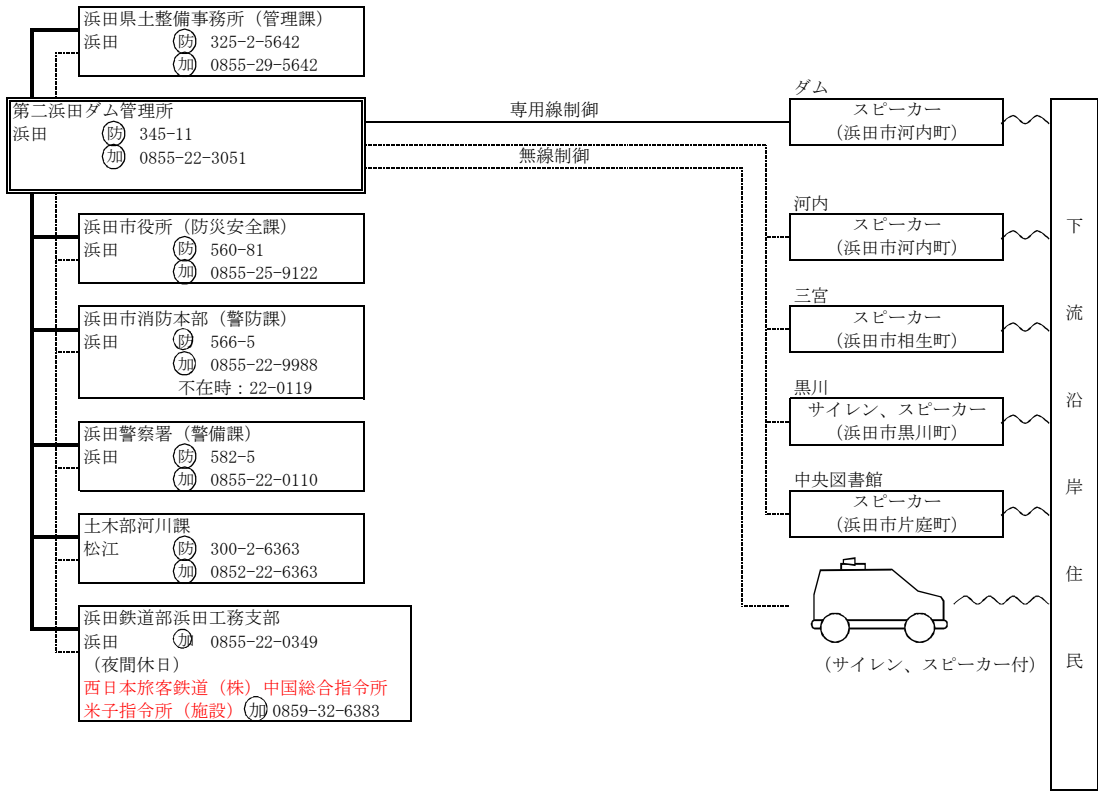 浜田県土整備事務所（管理課）
浜田 防 325-2-5642
加 0855-29-5642
第二浜田ダム管理所
浜田 防 345-11
加 0855-22-3051
浜田市役所（防災安全課）
浜田 防 560-81
加 0855-25-9122
浜田市消防本部（警防課）
浜田 防 566-5
加 0855-22-9988
不在時：22-0119
浜田警察署（警備課）
浜田 防 582-5
加 0855-22-0110
土木部河川課
松江 防 300-2-6363
加 0852-22-6363
浜田鉄道部浜田工務支部
浜田 加 0855-22-0349
（夜間休日）
西日本旅客鉄道（株）中国総合指令所
米子指令所（施設） 加 0859-32-6383
専用線制御
無線制御
ダム
スピーカー
（浜田市河内町）
河内
スピーカー
（浜田市河内町）
三宮
スピーカー
（浜田市相生町）
黒川
サイレン、スピーカー
（浜田市黒川町）
中央図書館
スピーカー
（浜田市片庭町）
（サイレン、スピーカー付）
下流沿岸住民